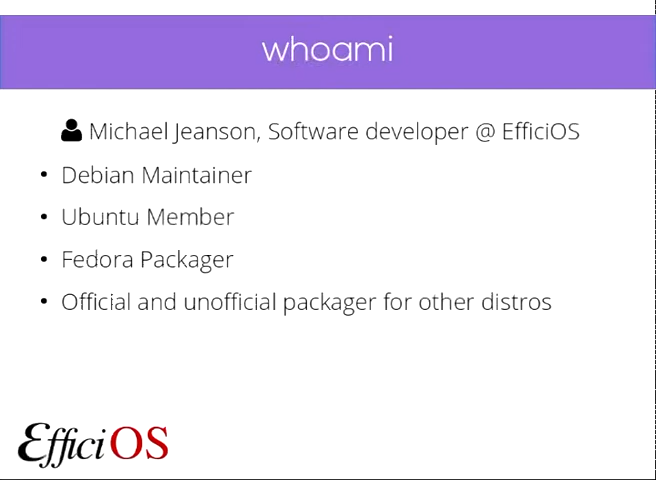 whoami
Michael Jeanson, Software developer @ EfficiOS
• Debian Maintainer
• Ubuntu Member
• Fedora Packager
• Official and unofficial packager for other distros
EfficiOS